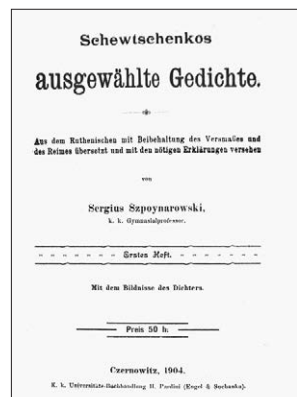 Schewtschenkos
ausgewählte Gedichte.
Aus dem Ruthenischen mit Beibehaltung des Versmaßes und
des Reimes übersetzt und mit den nötigen Erklärungen versehen
von
Sergius Szpoynarowski,
k. k. Gymnasialprofessor.
Erstes Heft.
Mit dem Bildnisse des Dichters.
Preis 50 h.
Czernowitz, 1904.
K. k. Universitäts-Buchhandlung H. Pardini (Engel & Suchanka).